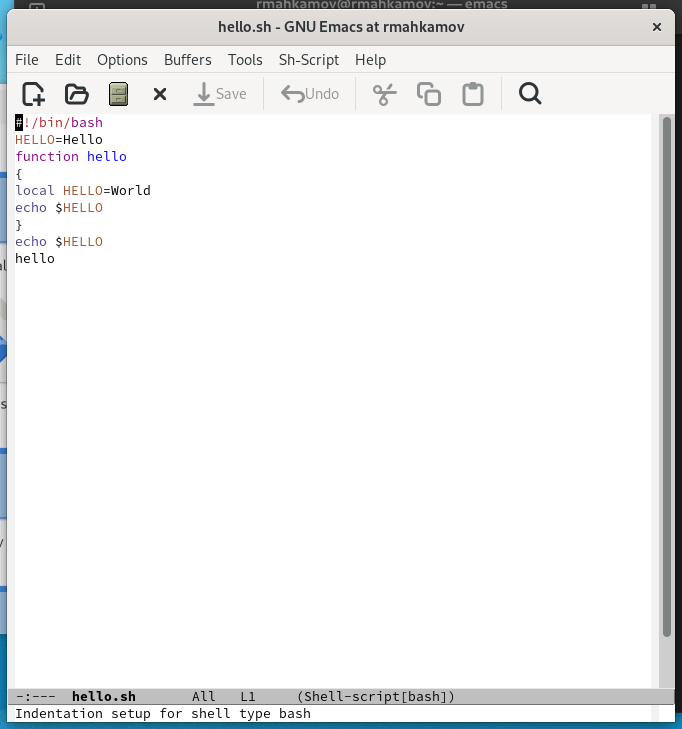 rmahkamov@rmahkamov:~ — emacs
hello.sh - GNU Emacs at rmahkamov
File Edit Options Buffers Tools Sh-Script Help
Save Undo
#!/bin/bash
HELLO=Hello
function hello
{
local HELLO=World
echo $HELLO
}
echo $HELLO
hello
-:--- hello.sh All L1 (Shell-script[bash])
Indentation setup for shell type bash